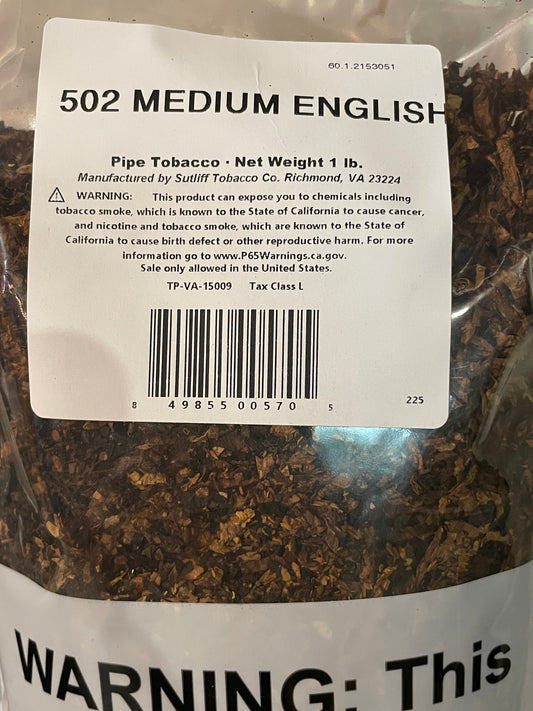 60.1.2153051
502 MEDIUM ENGLISH
Pipe Tobacco · Net Weight 1 lb.
Manufactured by Sutliff Tobacco Co. Richmond, VA 23224
⚠ WARNING: This product can expose you to chemicals including
tobacco smoke, which is known to the State of California to cause cancer,
and nicotine and tobacco smoke, which are known to the State of
California to cause birth defect or other reproductive harm. For more
information go to www.P65Warnings.ca.gov.
Sale only allowed in the United States.
TP-VA-15009 Tax Class L
8 49855 00570 5
225
WARNING: This